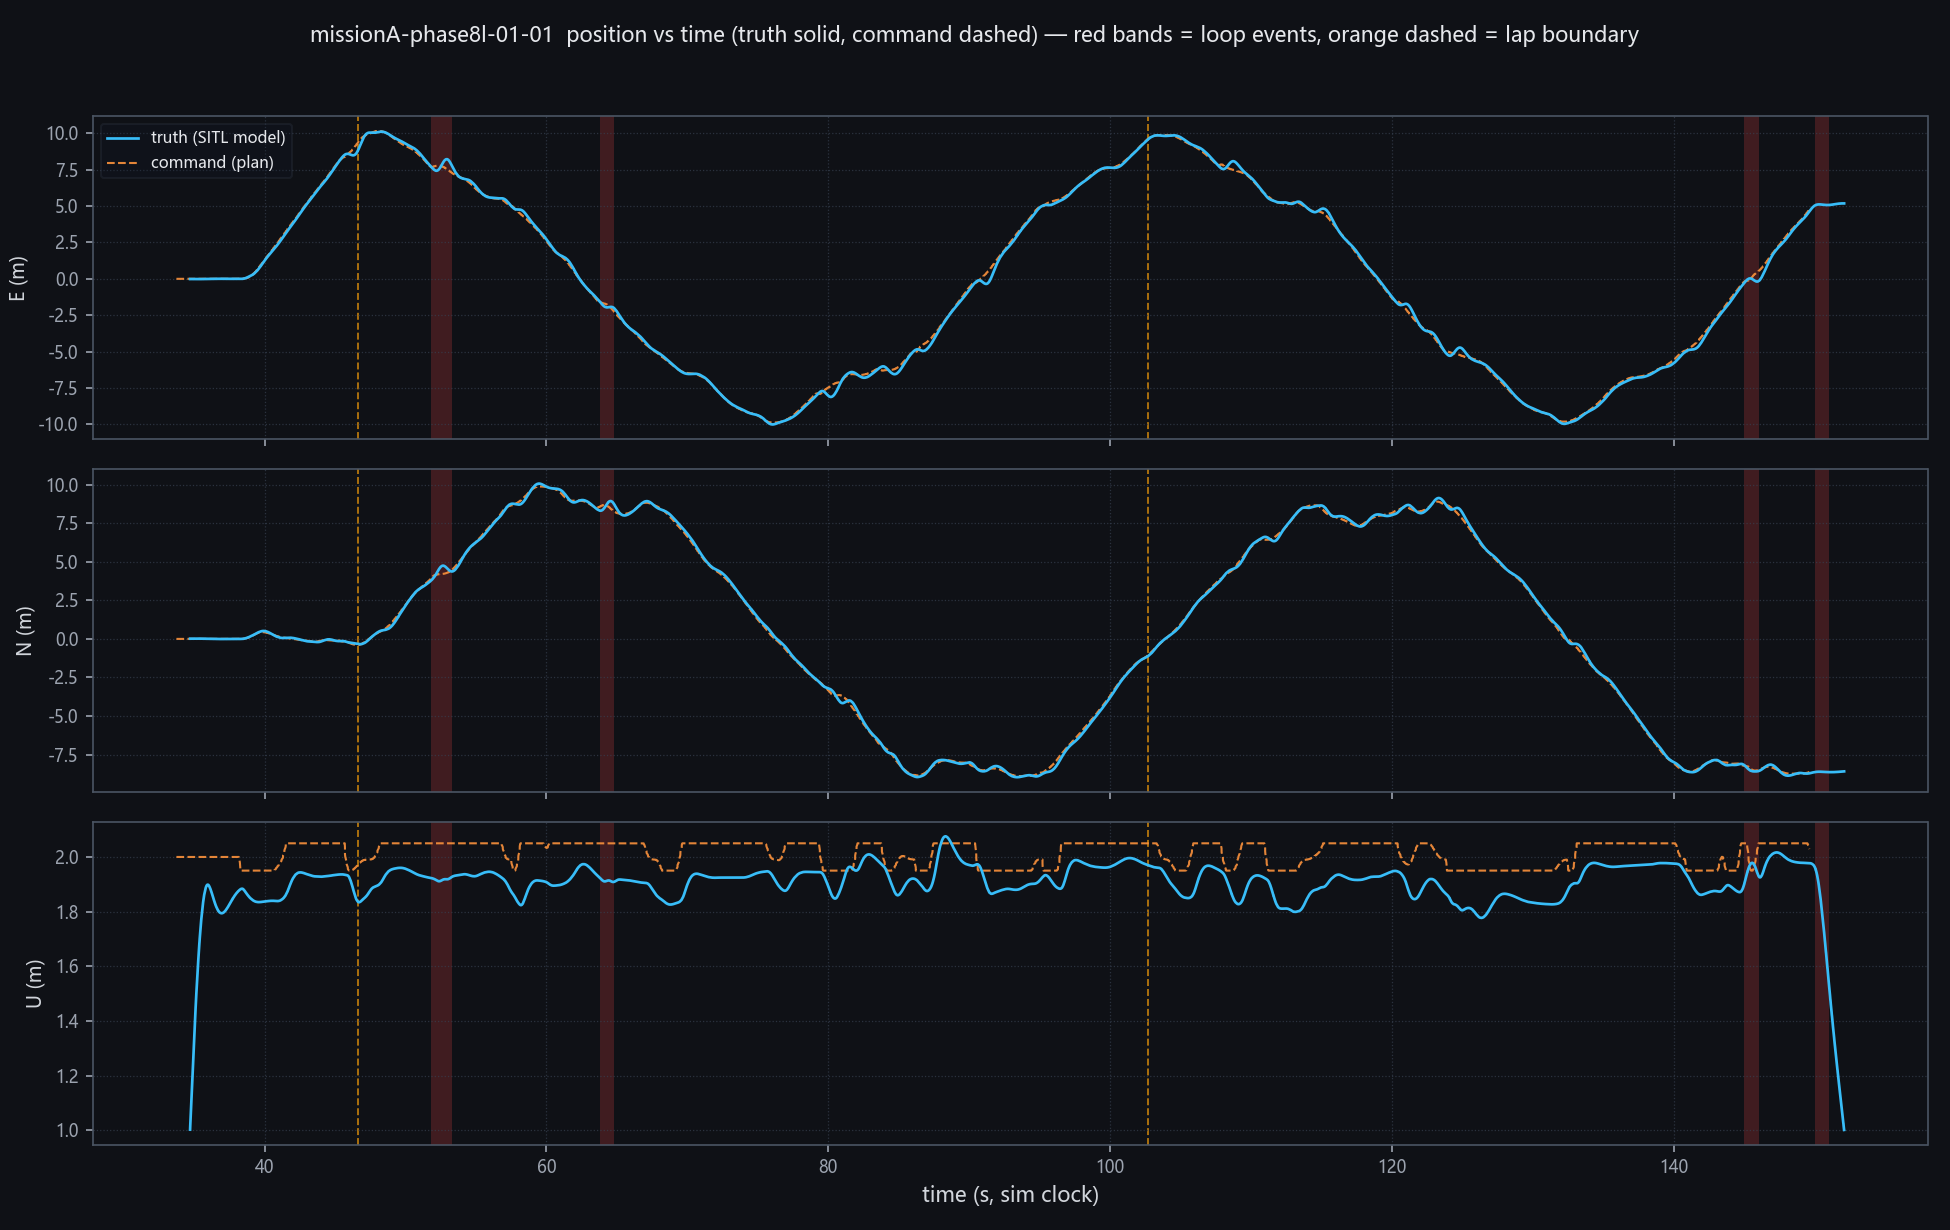 missionA-phase8l-01-01  position vs time (truth solid, command dashed) — red bands = loop events, orange dashed = lap boundary
truth (SITL model)
command (plan)
E (m)
10.0
7.5
5.0
2.5
0.0
-2.5
-5.0
-7.5
-10.0
N (m)
10.0
7.5
5.0
2.5
0.0
-2.5
-5.0
-7.5
U (m)
2.0
1.8
1.6
1.4
1.2
1.0
40 60 80 100 120 140
time (s, sim clock)